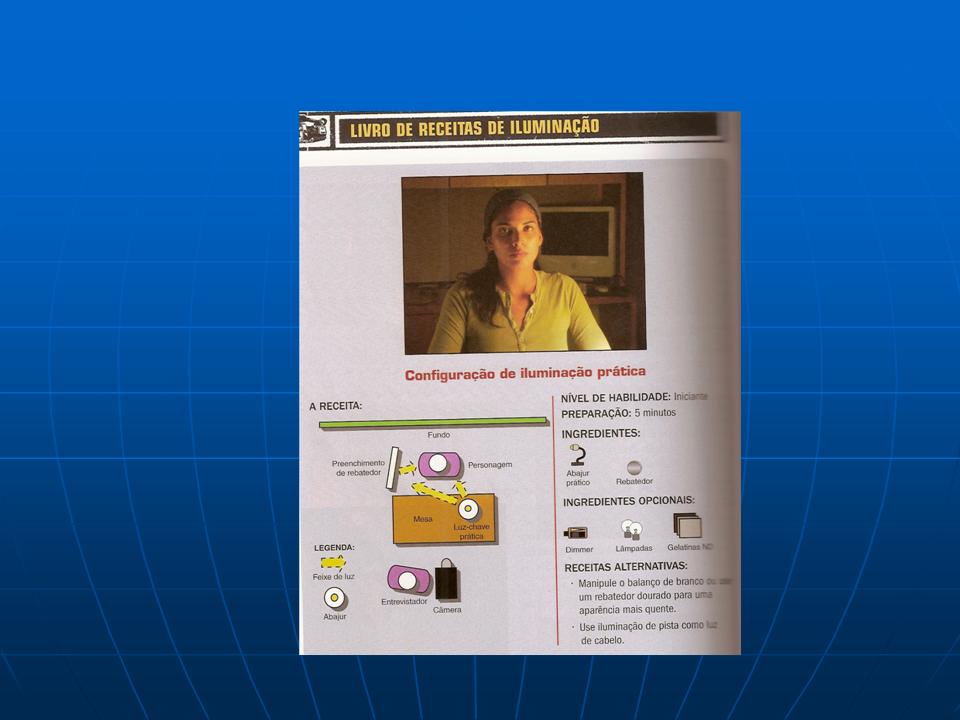 LIVRO DE RECEITAS DE ILUMINAÇÃO
Configuração de iluminação prática
A RECEITA:
Fundo
Preenchimento
de rebatedor
Personagem
Mesa
Luz-chave
prática
LEGENDA:
Feixe de luz
Abajur
Entrevistador
Câmera
NÍVEL DE HABILIDADE: Iniciante
PREPARAÇÃO: 5 minutos
INGREDIENTES:
Abajur
prático
Rebatedor
INGREDIENTES OPCIONAIS:
Dimmer
Lâmpadas
Gelatinas ND
RECEITAS ALTERNATIVAS:
· Manipule o balanço de branco ou use
um rebatedor dourado para uma
aparência mais quente.
· Use iluminação de pista como luz
de cabelo.